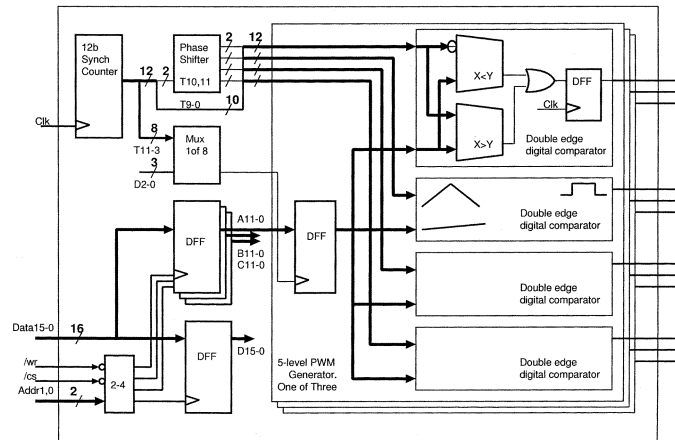 12b
Synch
Counter
Clk
12
2
Phase
Shifter
T10,11
2
12
T9-0
10
8
T11-3
3
D2-0
Mux
1of 8
X<Y
X>Y
DFF
Clk
Double edge
digital comparator
Double edge
digital comparator
Double edge
digital comparator
Double edge
digital comparator
DFF
A11-0
B11-0
C11-0
DFF
Data15-0
16
DFF
D15-0
/wr
/cs
Addr1,0
2
2-4
5-level PWM
Generator.
One of Three